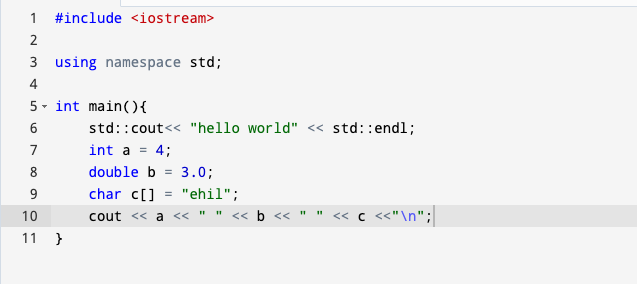 1 #include <iostream>
2
3 using namespace std;
4
5 int main(){
6 std::cout<< "hello world" << std::endl;
7 int a = 4;
8 double b = 3.0;
9 char c[] = "ehil";
10 cout << a << " " << b << " " << c <<"\n";
11 }